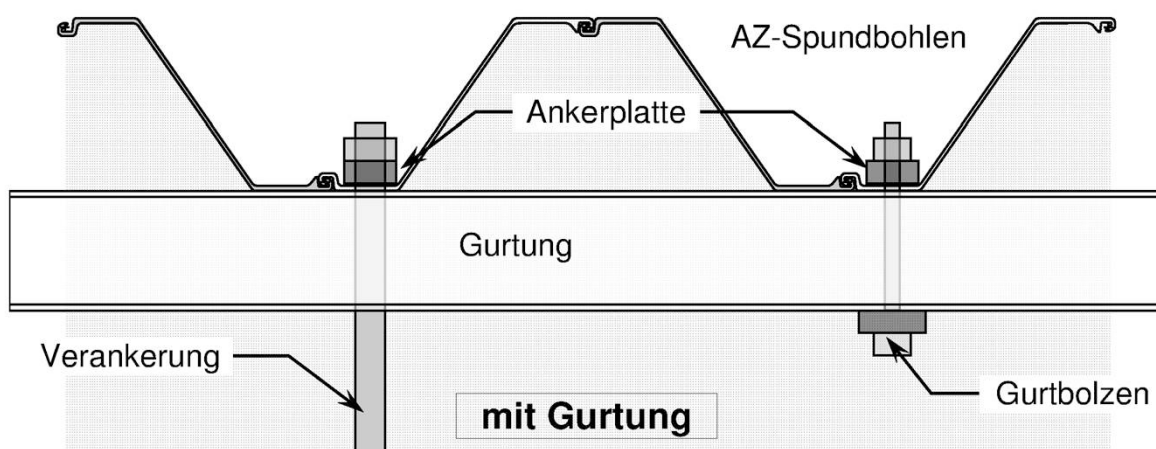 AZ-Spundbohlen
Ankerplatte
Gurtung
Verankerung
Gurtbolzen
mit Gurtung